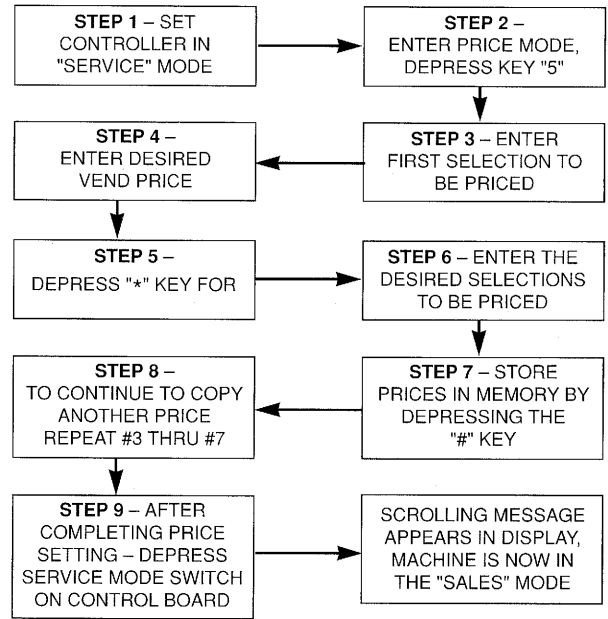 STEP 1 – SET
CONTROLLER IN
"SERVICE" MODE
STEP 2 –
ENTER PRICE MODE,
DEPRESS KEY "5"
STEP 3 – ENTER
FIRST SELECTION TO
BE PRICED
STEP 4 –
ENTER DESIRED
VEND PRICE
STEP 5 –
DEPRESS "*" KEY FOR
STEP 6 – ENTER THE
DESIRED SELECTIONS
TO BE PRICED
STEP 7 – STORE
PRICES IN MEMORY BY
DEPRESSING THE
"#" KEY
STEP 8 –
TO CONTINUE TO COPY
ANOTHER PRICE
REPEAT #3 THRU #7
STEP 9 – AFTER
COMPLETING PRICE
SETTING – DEPRESS
SERVICE MODE SWITCH
ON CONTROL BOARD
SCROLLING MESSAGE
APPEARS IN DISPLAY,
MACHINE IS NOW IN
THE "SALES" MODE